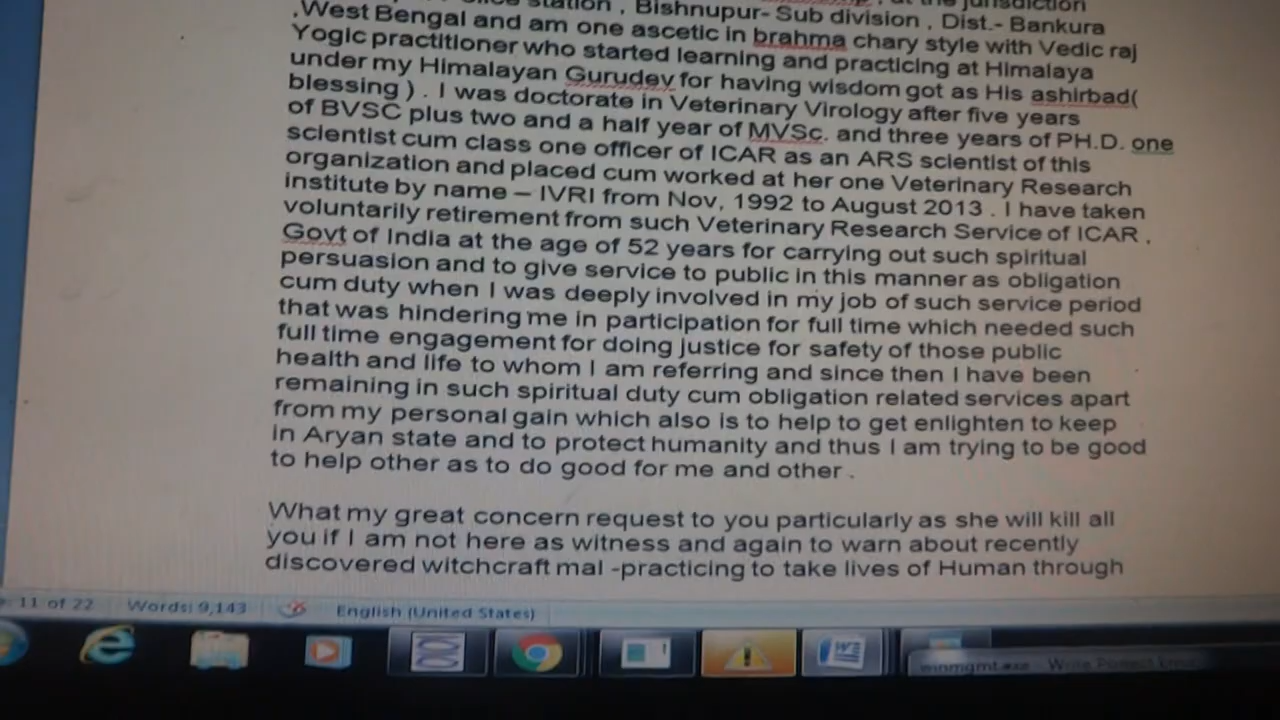 station , Bishnupur- Sub division , Dist.- Bankura
,West Bengal and am one ascetic in brahma chary style with Vedic raj
Yogic practitioner who started learning and practicing at Himalaya
under my Himalayan Gurudev for having wisdom got as His ashirbad(
blessing ) . I was doctorate in Veterinary Virology after five years
of BVSC plus two and a half year of MVSc. and three years of PH.D. one
scientist cum class one officer of ICAR as an ARS scientist of this
organization and placed cum worked at her one Veterinary Research
institute by name – IVRI from Nov, 1992 to August 2013 . I have taken
voluntarily retirement from such Veterinary Research Service of ICAR ,
Govt of India at the age of 52 years for carrying out such spiritual
persuasion and to give service to public in this manner as obligation
cum duty when I was deeply involved in my job of such service period
that was hindering me in participation for full time which needed such
full time engagement for doing justice for safety of those public
health and life to whom I am referring and since then I have been
remaining in such spiritual duty cum obligation related services apart
from my personal gain which also is to help to get enlighten to keep
in Aryan state and to protect humanity and thus I am trying to be good
to help other as to do good for me and other .
What my great concern request to you particularly as she will kill all
you if I am not here as witness and again to warn about recently
discovered witchcraft mal -practicing to take lives of Human through
11 of 22 Words: 9,143 English (United States)
winmgmt.exe - Write Protect